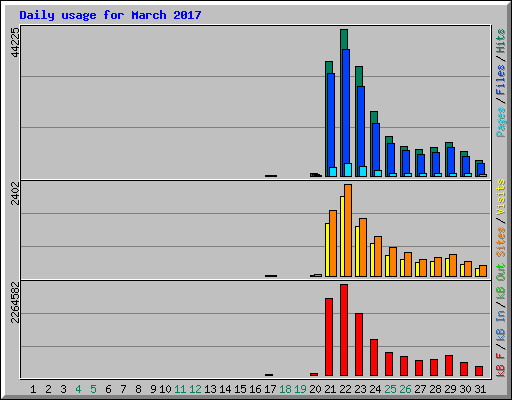 Daily usage for March 2017
44225
Pages / Files / Hits
2402
Sites / Visits
2264582
kB F / kB In / kB Out
1 2 3 4 5 6 7 8 9 10 11 12 13 14 15 16 17 18 19 20 21 22 23 24 25 26 27 28 29 30 31